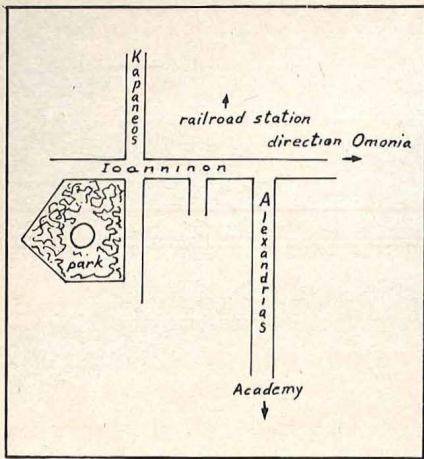 Kapaneos
railroad station
direction Omonia
Ioanninon
Alexandrias
park
Academy